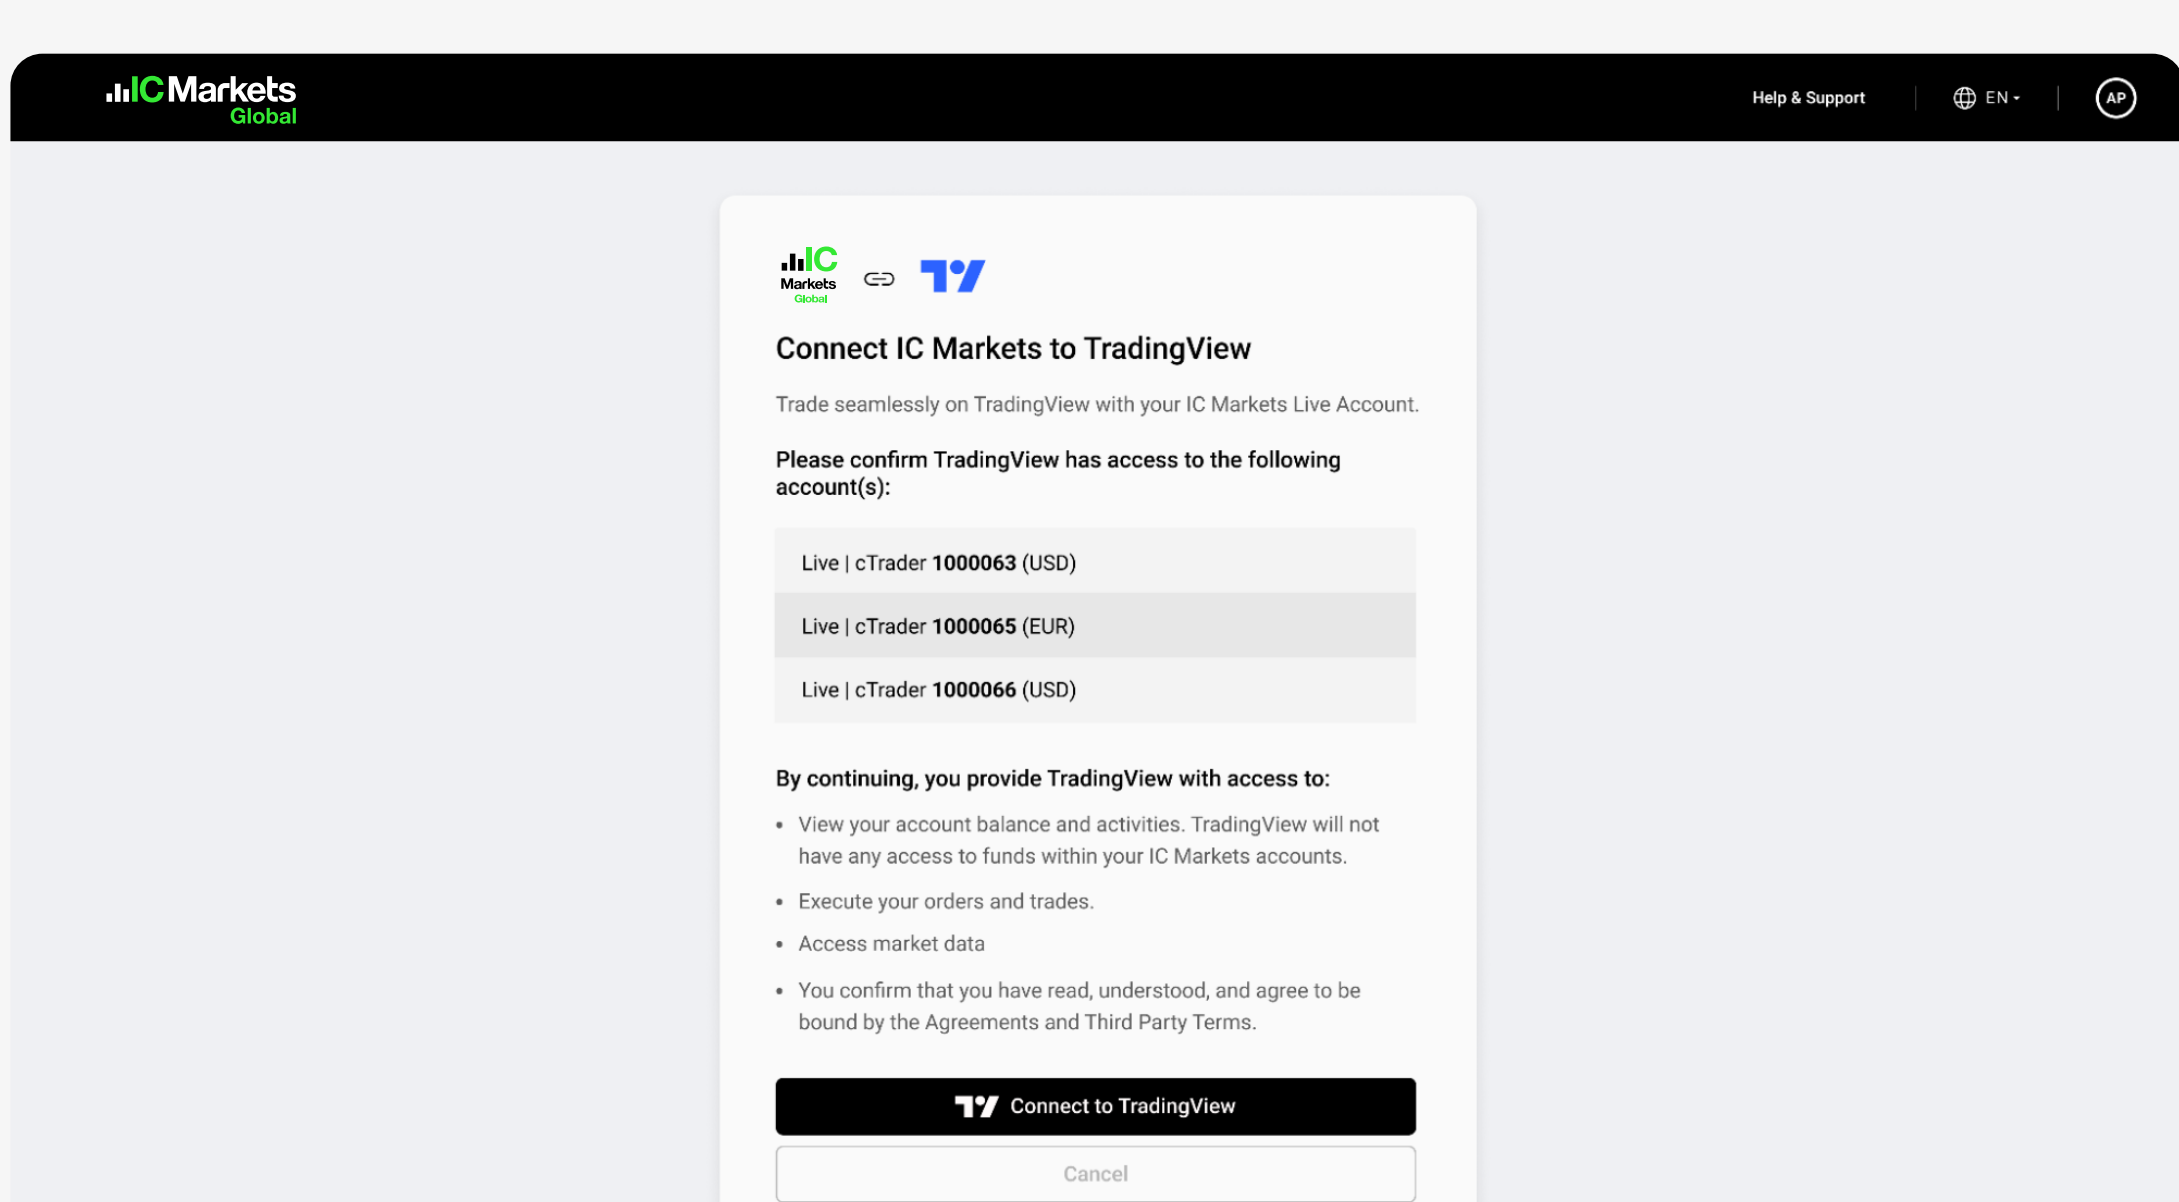 IC Markets
Global
Help & Support
EN
AP
IC
Markets
Global
Connect IC Markets to TradingView
Trade seamlessly on TradingView with your IC Markets Live Account.
Please confirm TradingView has access to the following
account(s):
Live | cTrader 1000063 (USD)
Live | cTrader 1000065 (EUR)
Live | cTrader 1000066 (USD)
By continuing, you provide TradingView with access to:
• View your account balance and activities. TradingView will not
have any access to funds within your IC Markets accounts.
• Execute your orders and trades.
• Access market data
• You confirm that you have read, understood, and agree to be
bound by the Agreements and Third Party Terms.
Connect to TradingView
Cancel